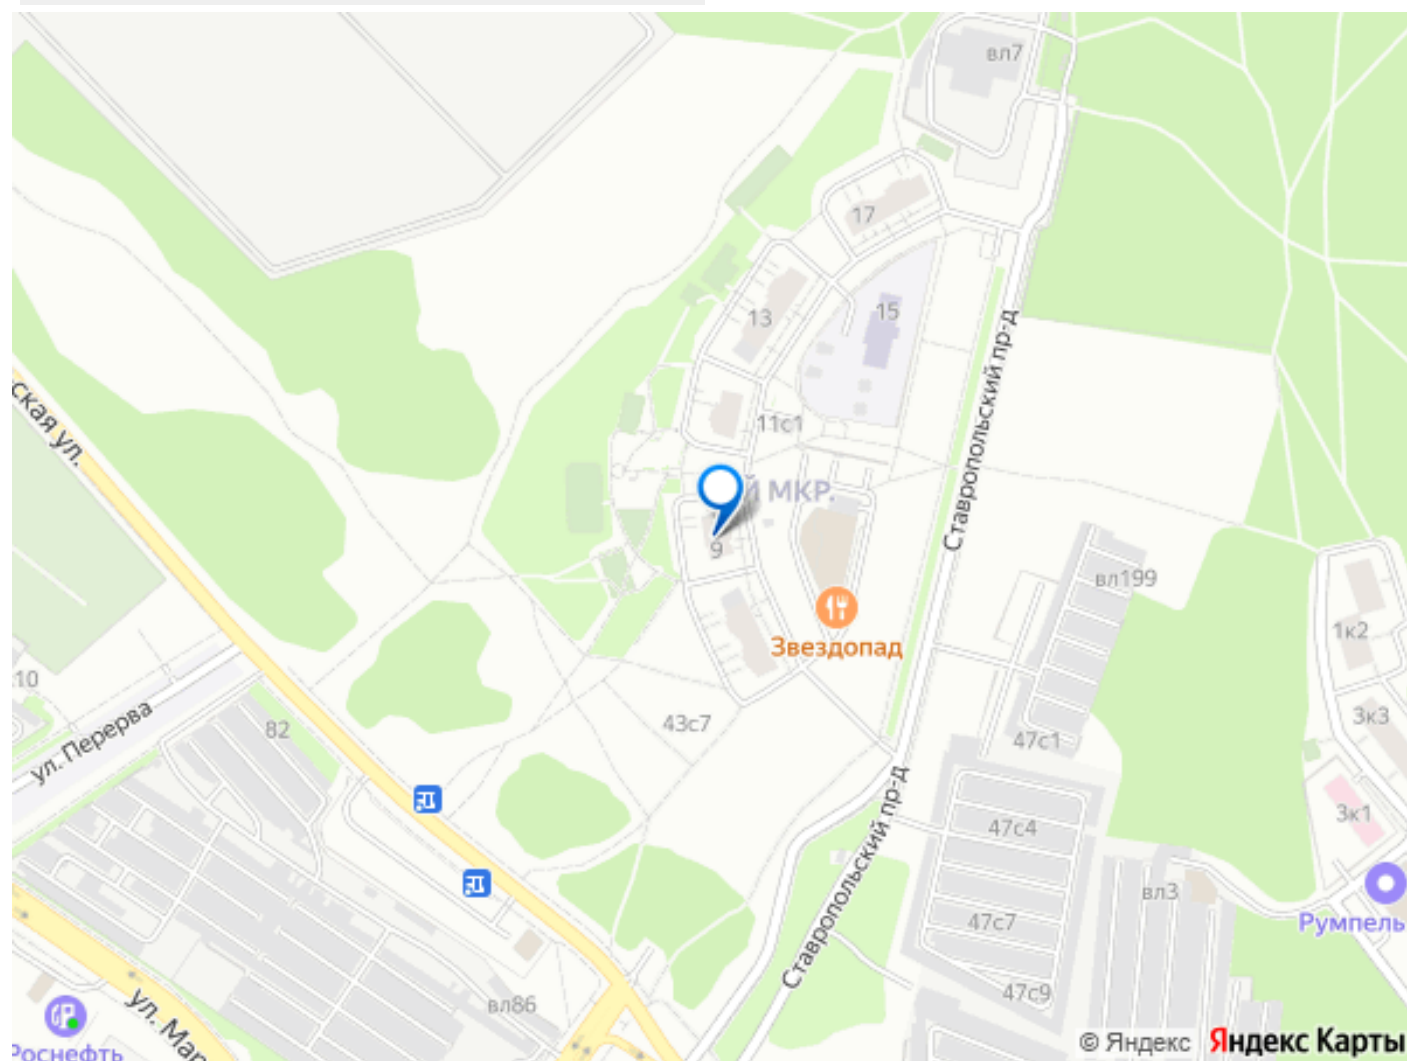 вл7
17
15
13
11с1
Ставропольский пр-д
ская ул.
Й МКР.
9
вл199
Звездопад
1к2
10
ул. Перерва
82
43с7
47с1
3к3
3к1
Ставропольский пр-д
47с4
вл3
47с7
Румпель
47с9
вл86
ул. Мар
Роснефть
© Яндекс Яндекс Карты